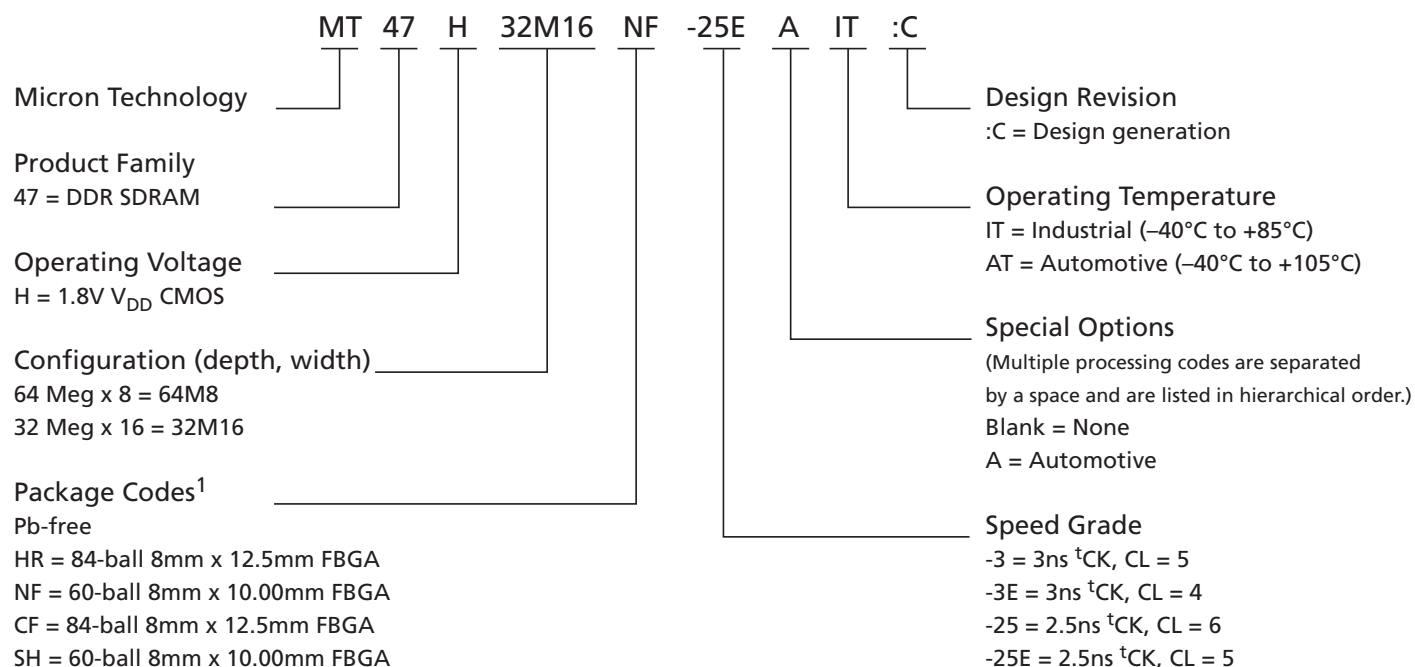 MT 47 H 32M16 NF -25E A IT :C
Micron Technology
Product Family
47 = DDR SDRAM
Operating Voltage
H = 1.8V VDD CMOS
Configuration (depth, width)
64 Meg x 8 = 64M8
32 Meg x 16 = 32M16
Package Codes1
Pb-free
HR = 84-ball 8mm x 12.5mm FBGA
NF = 60-ball 8mm x 10.00mm FBGA
CF = 84-ball 8mm x 12.5mm FBGA
SH = 60-ball 8mm x 10.00mm FBGA
Design Revision
:C = Design generation
Operating Temperature
IT = Industrial (–40°C to +85°C)
AT = Automotive (–40°C to +105°C)
Special Options
(Multiple processing codes are separated
by a space and are listed in hierarchical order.)
Blank = None
A = Automotive
Speed Grade
-3 = 3ns tCK, CL = 5
-3E = 3ns tCK, CL = 4
-25 = 2.5ns tCK, CL = 6
-25E = 2.5ns tCK, CL = 5